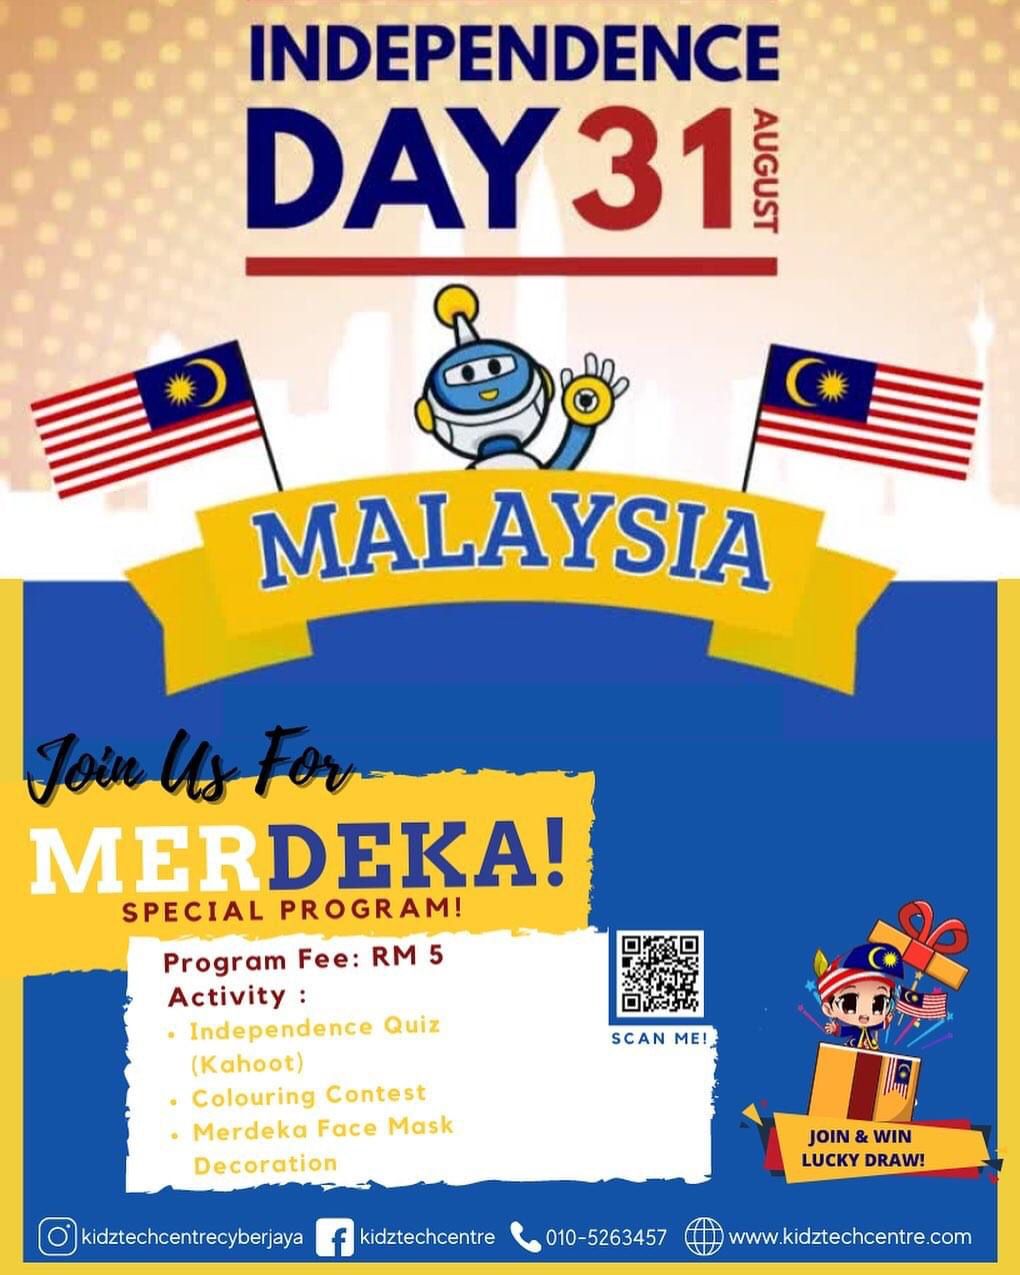 INDEPENDENCE
DAY 31 AUGUST
MALAYSIA
Join Us For
MERDEKA!
SPECIAL PROGRAM!
Program Fee: RM 5
Activity :
• Independence Quiz
(Kahoot)
• Colouring Contest
• Merdeka Face Mask
Decoration
SCAN ME!
JOIN & WIN
LUCKY DRAW!
kidztechcentrecyberjaya kidztechcentre 010-5263457 www.kidztechcentre.com